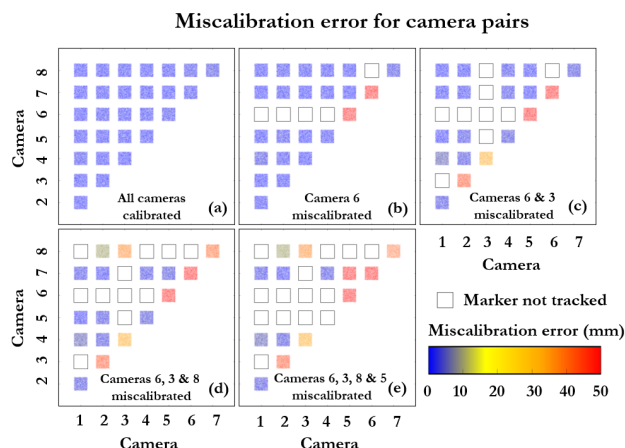 Miscalibration error for camera pairs
Camera
8
7
6
5
4
3
2
All cameras
calibrated
(a)
Camera 6
miscalibrated
(b)
Cameras 6 & 3
miscalibrated
(c)
1 2 3 4 5 6 7
Camera
Camera
8
7
6
5
4
3
2
Cameras 6, 3 & 8
miscalibrated
(d)
Cameras 6, 3, 8 & 5
miscalibrated
(e)
1 2 3 4 5 6 7
Camera
1 2 3 4 5 6 7
Camera
Marker not tracked
Miscalibration error (mm)
0 10 20 30 40 50